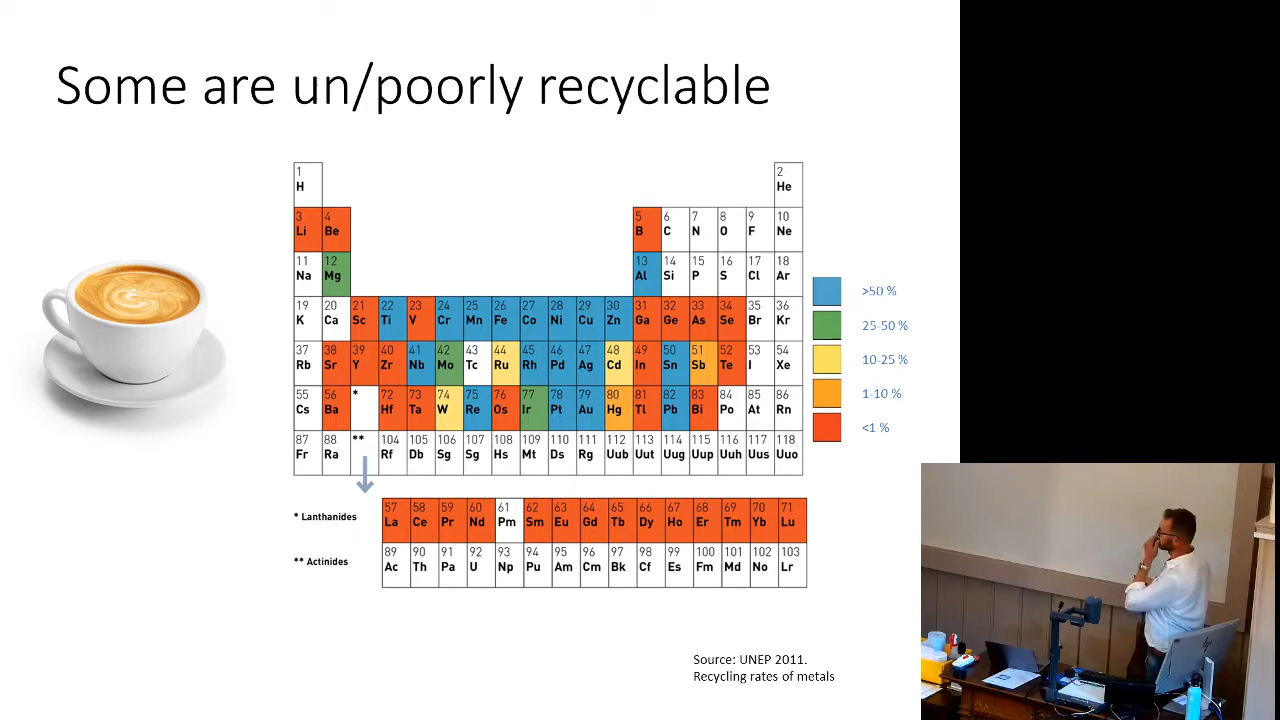 Some are un/poorly recyclable
1 2
H He
3 4 5 6 7 8 9 10
Li Be B C N O F Ne
11 12 13 14 15 16 17 18
Na Mg Al Si P S Cl Ar
19 20 21 22 23 24 25 26 27 28 29 30 31 32 33 34 35 36
K Ca Sc Ti V Cr Mn Fe Co Ni Cu Zn Ga Ge As Se Br Kr
37 38 39 40 41 42 43 44 45 46 47 48 49 50 51 52 53 54
Rb Sr Y Zr Nb Mo Tc Ru Rh Pd Ag Cd In Sn Sb Te I Xe
55 56 * 72 73 74 75 76 77 78 79 80 81 82 83 84 85 86
Cs Ba Hf Ta W Re Os Ir Pt Au Hg Tl Pb Bi Po At Rn
87 88 ** 104 105 106 107 108 109 110 111 112 113 114 115 116 117 118
Fr Ra Rf Db Sg Sg Hs Mt Ds Rg Uub Uut Uug Uup Uuh Uus Uuo
>50 %
25-50 %
10-25 %
1-10 %
<1 %
* Lanthanides
57 58 59 60 61 62 63 64 65 66 67 68 69 70 71
La Ce Pr Nd Pm Sm Eu Gd Tb Dy Ho Er Tm Yb Lu
** Actinides
89 90 91 92 93 94 95 96 97 98 99 100 101 102 103
Ac Th Pa U Np Pu Am Cm Bk Cf Es Fm Md No Lr
Source: UNEP 2011.
Recycling rates of metals
hp